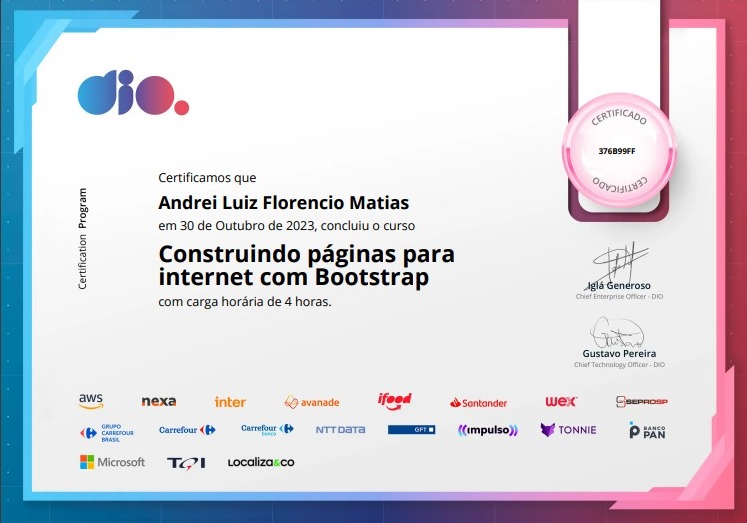 dio.
CERTIFICADO
376B99FF
CERTIFICADO
Certification Program
Certificamos que
Andrei Luiz Florencio Matias
em 30 de Outubro de 2023, concluiu o curso
Construindo páginas para
internet com Bootstrap
com carga horária de 4 horas.
Iglá Generoso
Chief Enterprise Officer - DIO
Gustavo Pereira
Chief Technology Officer - DIO
aws nexa inter avanade ifood Santander wex SEPROSP
GRUPO
CARREFOUR
BRASIL
Carrefour Carrefour
banco
NTT DATA GFT impulso TONNIE BANCO
PAN
Microsoft TQI Localiza&co